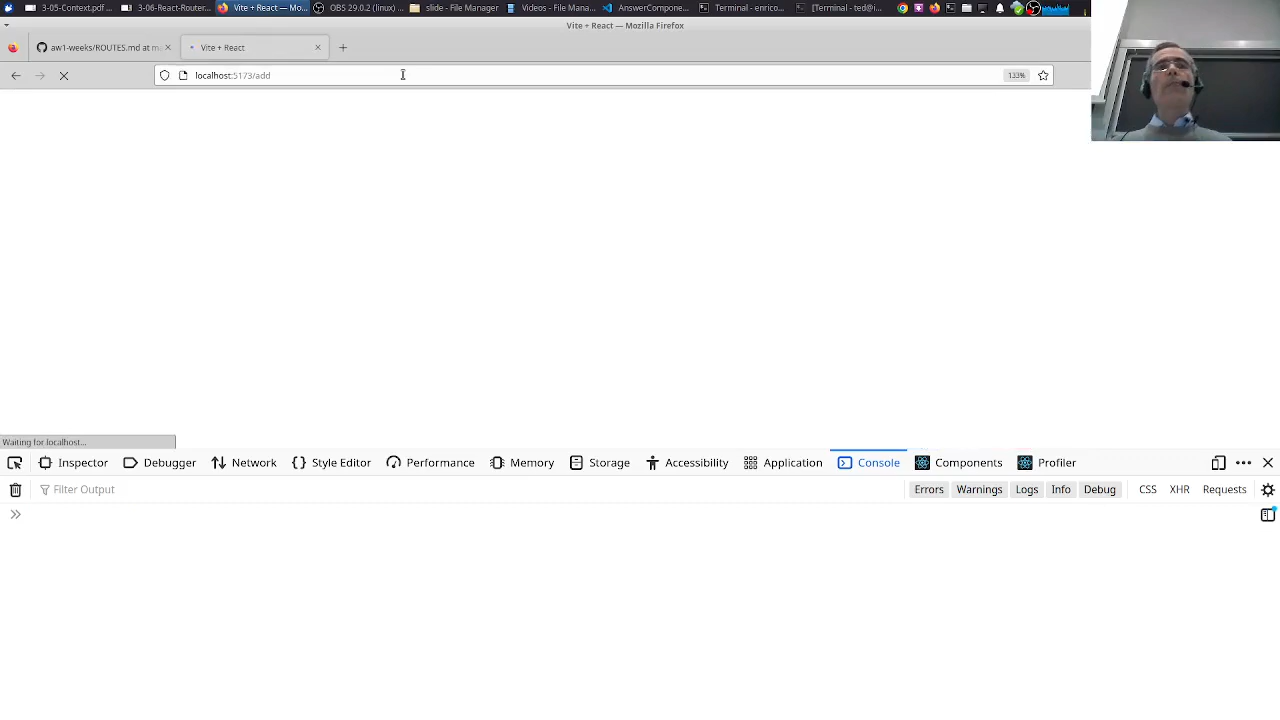 3-05-Context.pdf ... 3-06-React-Router... Vite + React — Mo... OBS 29.0.2 (linux) ... slide - File Manager Videos - File Mana... AnswerCompone... Terminal - enrico... [Terminal - ted@i...
Vite + React — Mozilla Firefox
aw1-weeks/ROUTES.md at m Vite + React
localhost:5173/add 133%
Waiting for localhost...
Inspector Debugger Network Style Editor Performance Memory Storage Accessibility Application Console Components Profiler
Filter Output Errors Warnings Logs Info Debug CSS XHR Requests